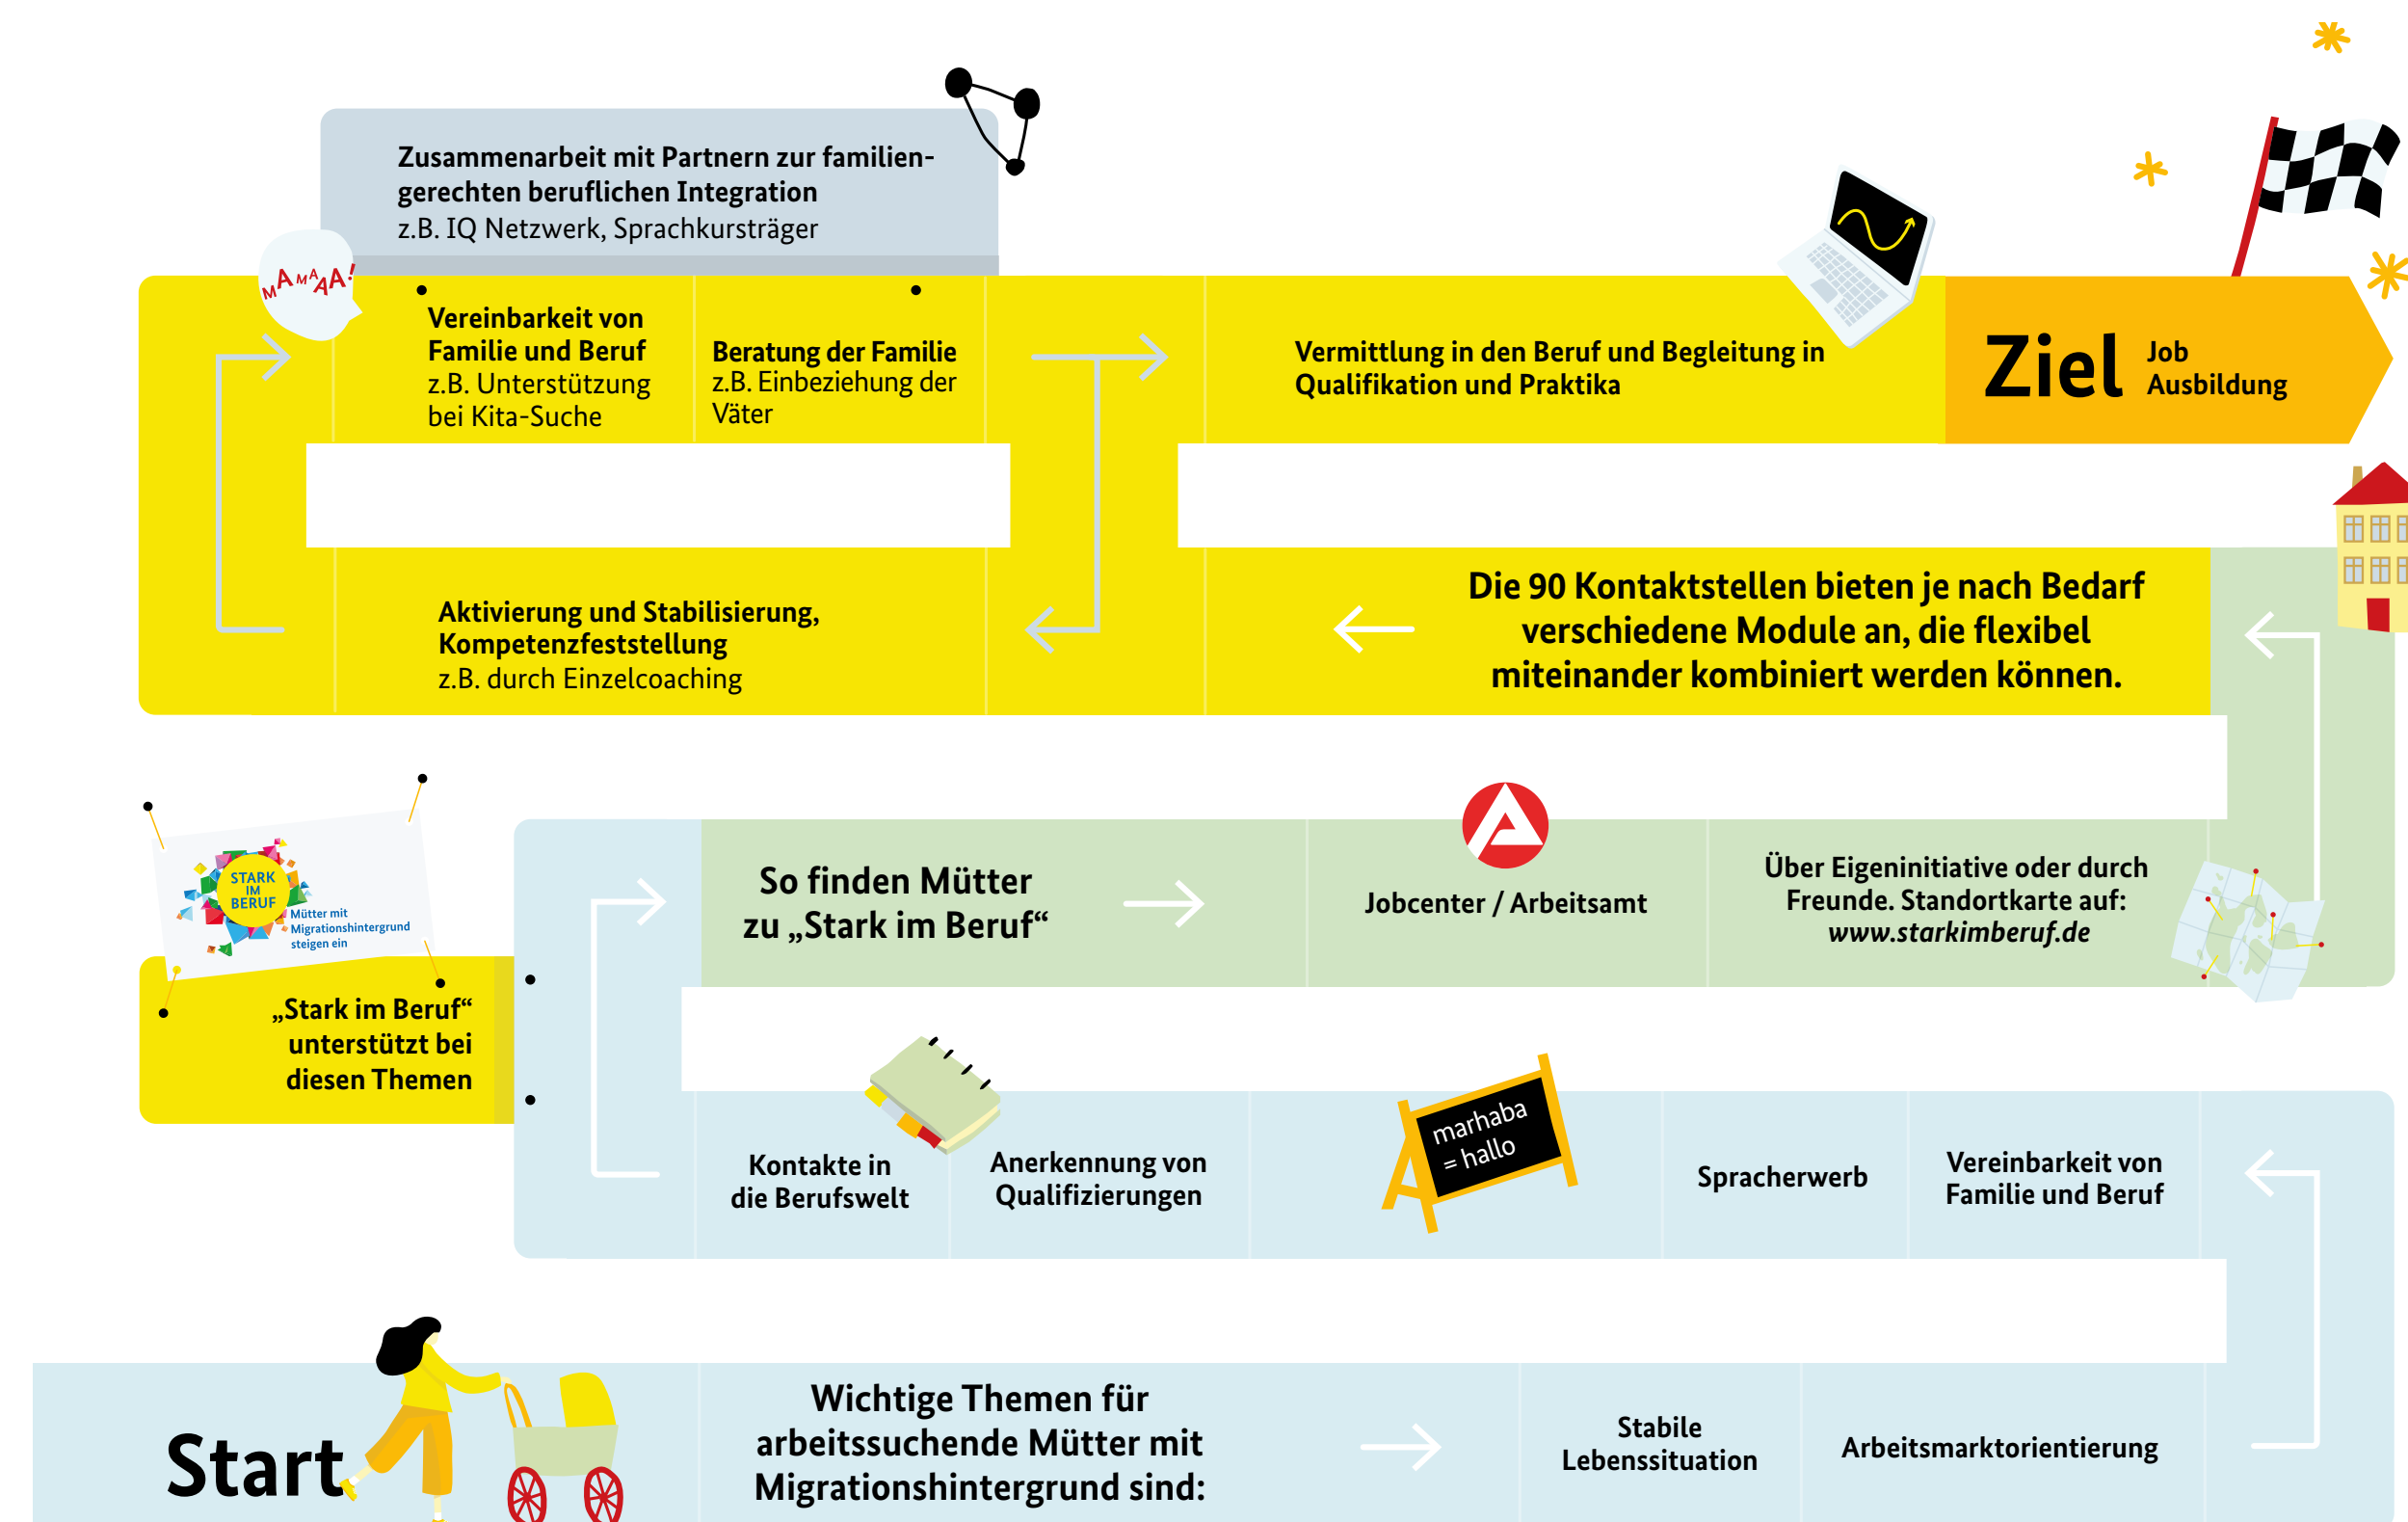 Zusammenarbeit mit Partnern zur familien-
gerechten beruflichen Integration
z.B. IQ Netzwerk, Sprachkursträger
MAMAAA!
Vereinbarkeit von
Familie und Beruf
z.B. Unterstützung
bei Kita-Suche
Beratung der Familie
z.B. Einbeziehung der
Väter
Vermittlung in den Beruf und Begleitung in
Qualifikation und Praktika
Ziel
Job
Ausbildung
Aktivierung und Stabilisierung,
Kompetenzfeststellung
z.B. durch Einzelcoaching
Die 90 Kontaktstellen bieten je nach Bedarf
verschiedene Module an, die flexibel
miteinander kombiniert werden können.
STARK
IM
BERUF
Mütter mit
Migrationshintergrund
steigen ein
„Stark im Beruf“
unterstützt bei
diesen Themen
So finden Mütter
zu „Stark im Beruf“
Jobcenter / Arbeitsamt
Über Eigeninitiative oder durch
Freunde. Standortkarte auf:
www.starkimberuf.de
Kontakte in
die Berufswelt
Anerkennung von
Qualifizierungen
marhaba
= hallo
Spracherwerb
Vereinbarkeit von
Familie und Beruf
Start
Wichtige Themen für
arbeitssuchende Mütter mit
Migrationshintergrund sind:
Stabile
Lebenssituation
Arbeitsmarktorientierung